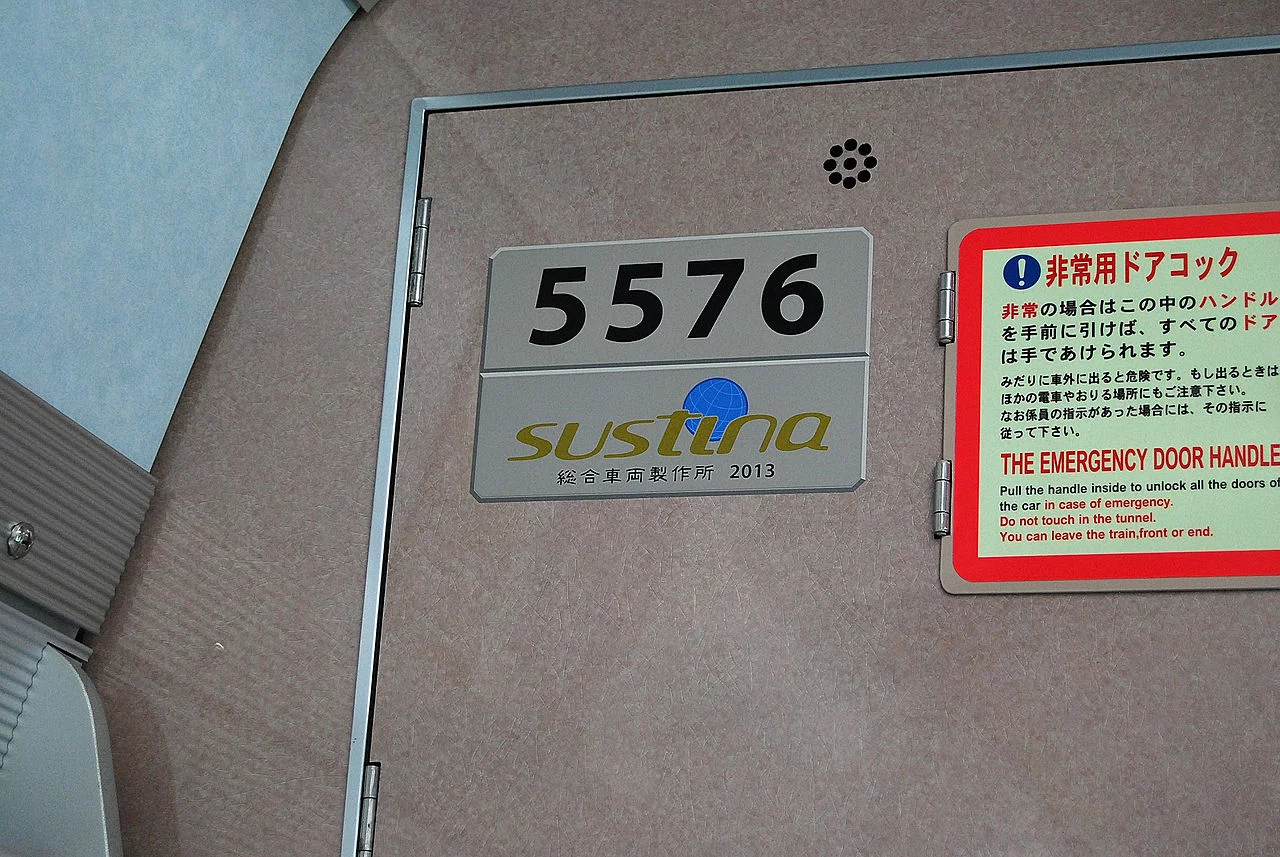 5576
sustina
総合車両製作所 2013
非常用ドアコック
非常の場合はこの中のハンドル
を手前に引けば、すべてのドア
は手であけられます。
みだりに車外に出ると危険です。もし出るときは
ほかの電車やおりる場所にもご注意下さい。
なお係員の指示があった場合には、その指示に
従って下さい。
THE EMERGENCY DOOR HANDLE
Pull the handle inside to unlock all the doors of
the car in case of emergency.
Do not touch in the tunnel.
You can leave the train,front or end.